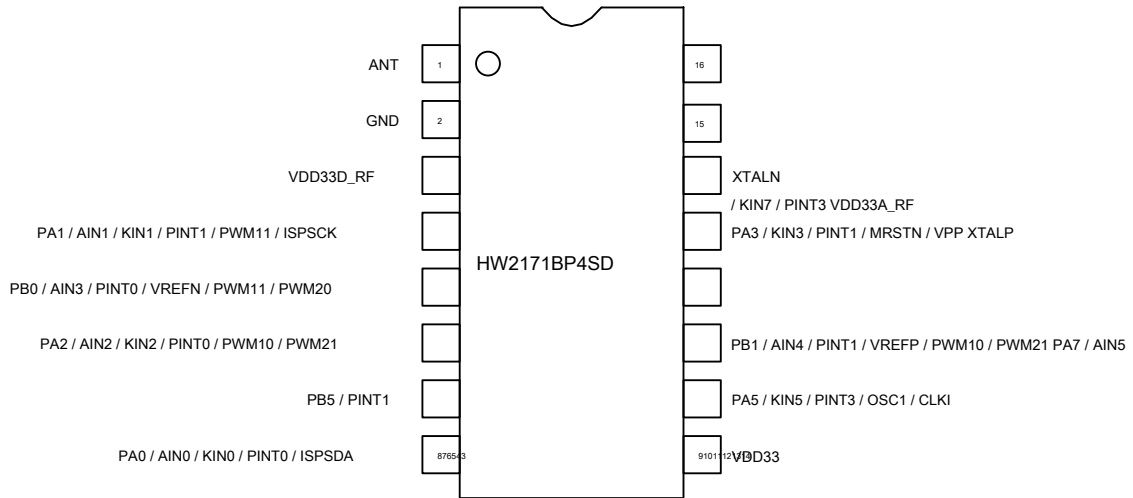 ANT 1 16
GND 2 15
VDD33D_RF XTALN
/ KIN7 / PINT3 VDD33A_RF
PA1 / AIN1 / KIN1 / PINT1 / PWM11 / ISPSCK PA3 / KIN3 / PINT1 / MRSTN / VPP XTALP
HW2171BP4SD
PB0 / AIN3 / PINT0 / VREFN / PWM11 / PWM20
PA2 / AIN2 / KIN2 / PINT0 / PWM10 / PWM21 PB1 / AIN4 / PINT1 / VREFP / PWM10 / PWM21 PA7 / AIN5
PB5 / PINT1 PA5 / KIN5 / PINT3 / OSC1 / CLKI
PA0 / AIN0 / KIN0 / PINT0 / ISPSDA 876543 VDD33